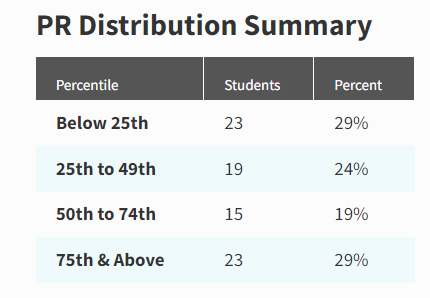 PR Distribution Summary
Percentile Students Percent
Below 25th 23 29%
25th to 49th 19 24%
50th to 74th 15 19%
75th & Above 23 29%